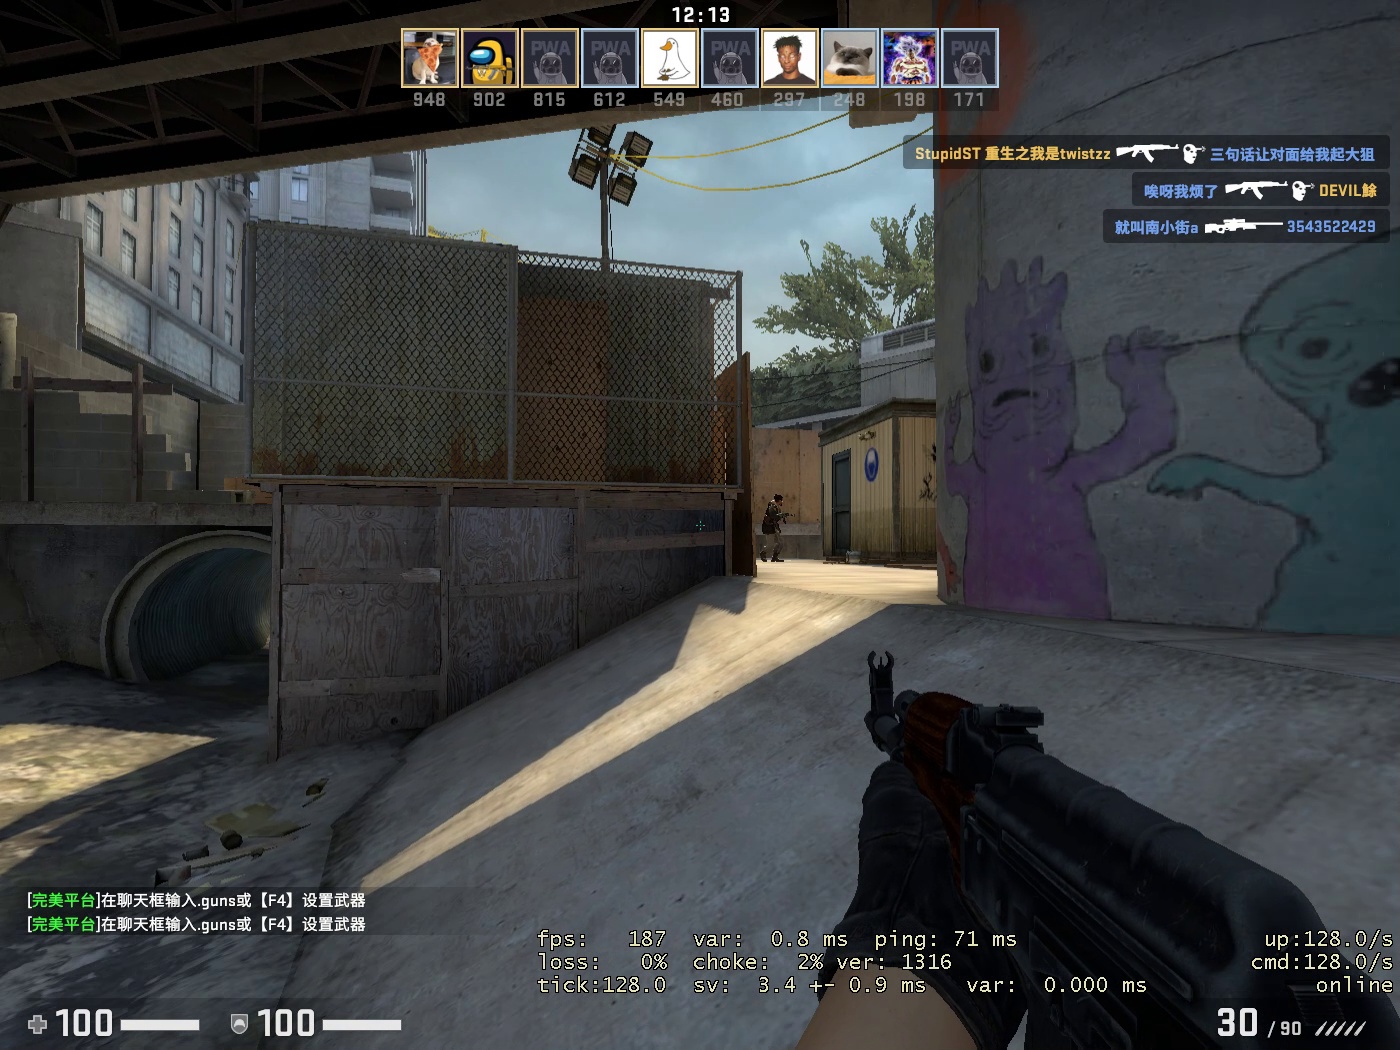 12:13
PWA PWA PWA PWA
948 902 815 612 549 460 297 248 198 171
StupidST 重生之我是twistzz 三句话让对面给我起大狙
唉呀我烦了 DEVIL鮽
就叫南小街a 3543522429
[完美平台]在聊天框输入.guns或【F4】设置武器
[完美平台]在聊天框输入.guns或【F4】设置武器
fps: 187 var: 0.8 ms ping: 71 ms up:128.0/s
loss: 0% choke: 2% ver: 1316 cmd:128.0/s
tick:128.0 sv: 3.4 +- 0.9 ms var: 0.000 ms online
100 100 30 / 90